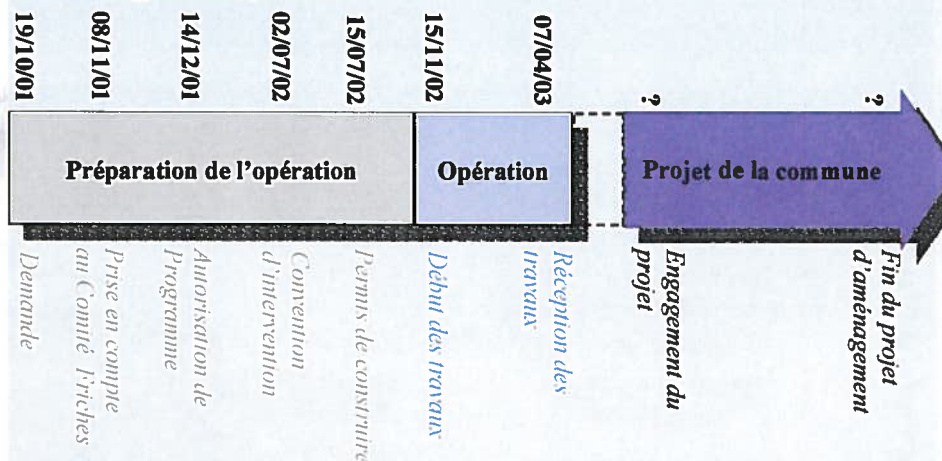 19/10/01
08/11/01
14/12/01
02/07/02
15/07/02
15/11/02
07/04/03
?
?
Préparation de l'opération
Opération
Projet de la commune
Demande
Prise en compte
au Comité Friches
Autorisation de
Programme
Convention
d'intervention
Permis de construire
Début des travaux
Réception des
travaux
Engagement du
projet
Fin du projet
d'aménagement